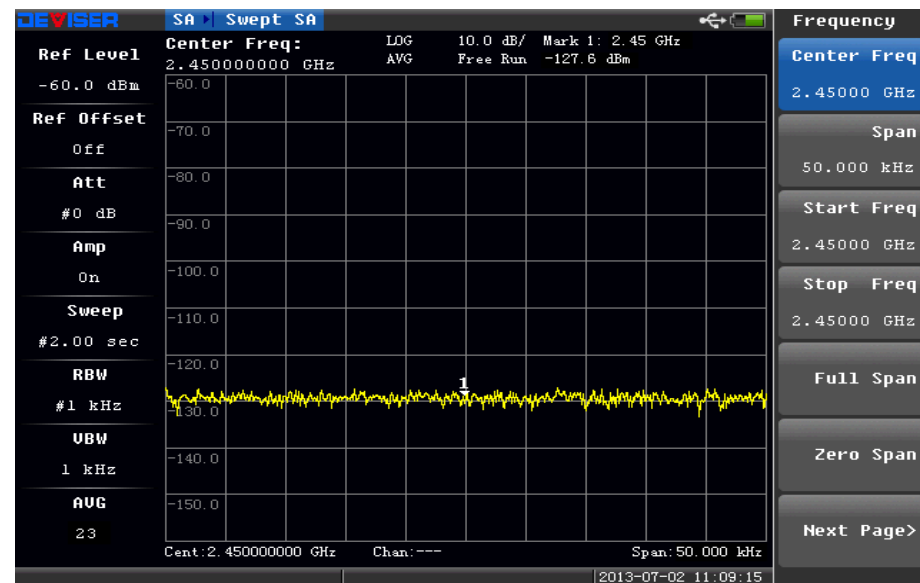 DEVISER
SA Swept SA
Center Freq:
2.450000000 GHz
LOG
AVG
10.0 dB/
Free Run
Mark 1: 2.45 GHz
-127.6 dBm
Ref Level
-60.0 dBm
Ref Offset
Off
Att
#0 dB
Amp
On
Sweep
#2.00 sec
RBW
#1 kHz
VBW
1 kHz
AVG
23
-60.0
-70.0
-80.0
-90.0
-100.0
-110.0
-120.0
1
-130.0
-140.0
-150.0
Cent:2.450000000 GHz Chan:--- Span:50.000 kHz
2013-07-02 11:09:15
Frequency
Center Freq
2.45000 GHz
Span
50.000 kHz
Start Freq
2.45000 GHz
Stop Freq
2.45000 GHz
Full Span
Zero Span
Next Page>